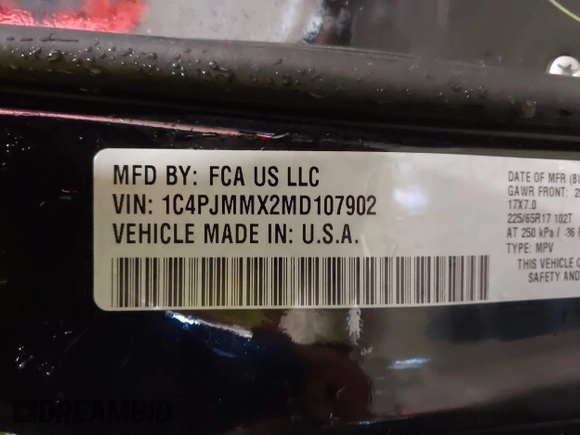 MFD BY: FCA US LLC
VIN: 1C4PJMMX2MD107902
VEHICLE MADE IN: U.S.A.
DATE OF MFR
GAWR FRONT:
17X7.0
225/65R17 102T
AT 250 kPa /
TYPE: MPV
THIS VEHICLE
SAFETY AND
DREAMBID